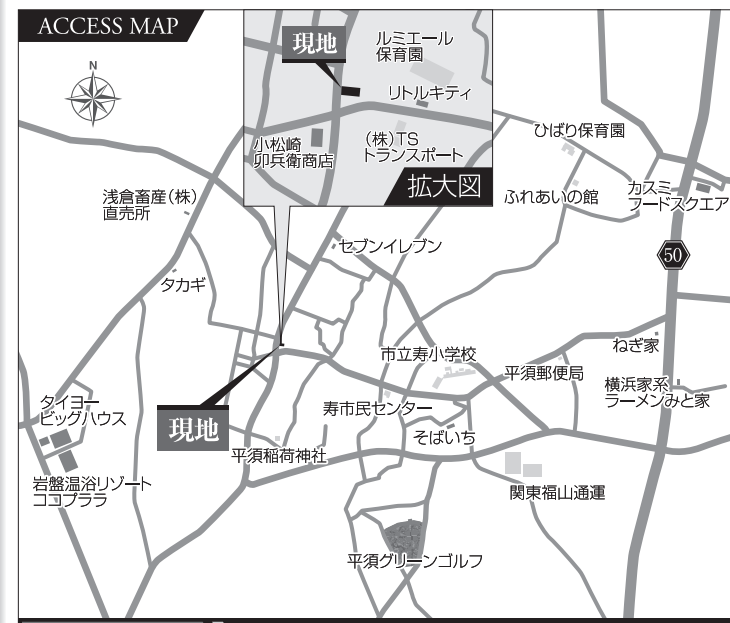 ACCESS MAP
N
現地
ルミエール
保育園
リトルキティ
小松崎
卯兵衛商店
(株)TS
トランスポート
拡大図
ひばり保育園
ふれあいの館
カスミ
フードスクエア
50
浅倉畜産(株)
直売所
セブンイレブン
タカギ
市立寿小学校
ねぎ家
平須郵便局
横浜家系
ラーメンみと家
タイヨー
ビッグハウス
現地
寿市民センター
そばいち
平須稲荷神社
岩盤温浴リゾート
ココプララ
関東福山通運
平須グリーンゴルフ